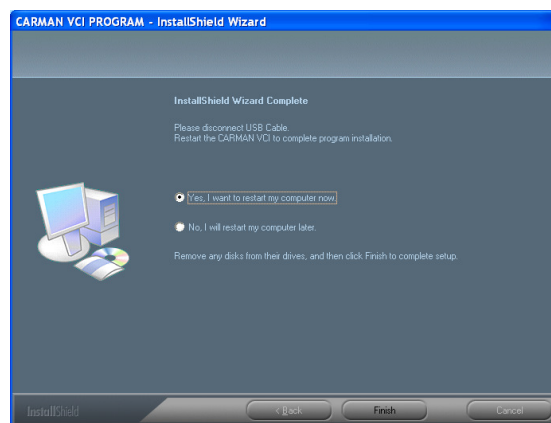 CARMAN VCI PROGRAM - InstallShield Wizard
InstallShield Wizard Complete
Please disconnect USB Cable.
Restart the CARMAN VCI to complete program installation.
Yes, I want to restart my computer now.
No, I will restart my computer later.
Remove any disks from their drives, and then click Finish to complete setup.
InstallShield
< Back
Finish
Cancel